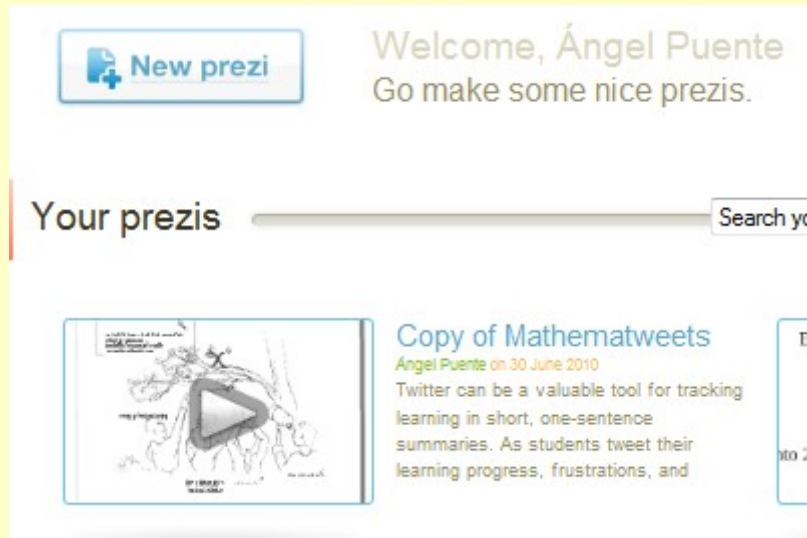 New prezi
Welcome, Ángel Puente
Go make some nice prezis.
Your prezis
Search yo
Copy of Mathematweets
Ángel Puente on 30 June 2010
Twitter can be a valuable tool for tracking
learning in short, one-sentence
summaries. As students tweet their
learning progress, frustrations, and